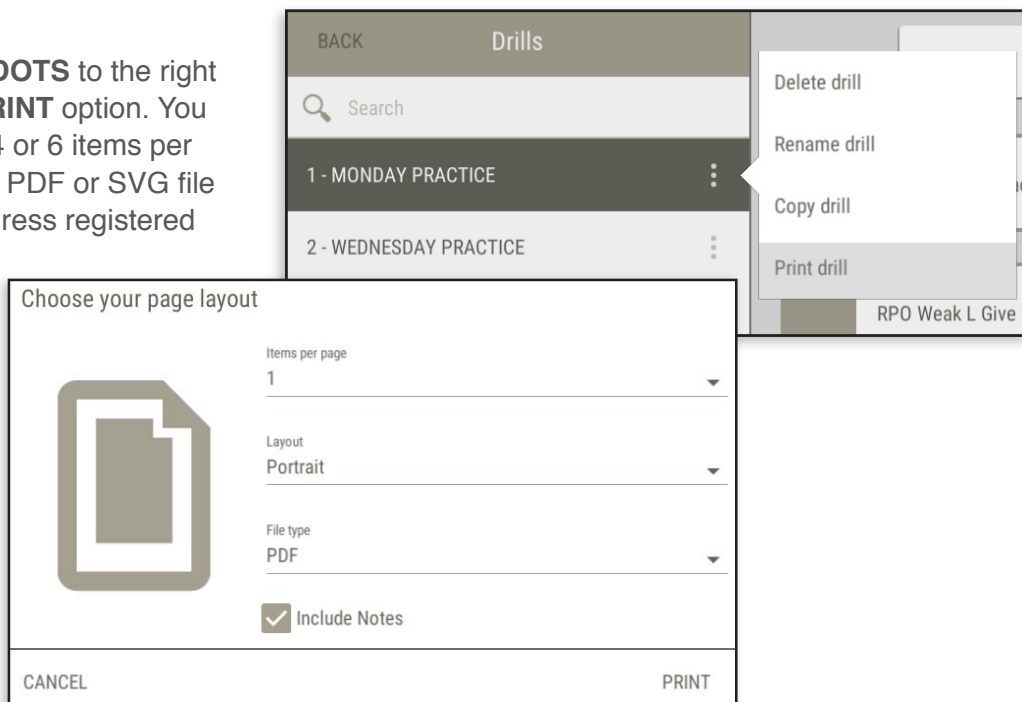 DOTS to the right
RINT option. You
4 or 6 items per
PDF or SVG file
ress registered
BACK Drills
Search
1 - MONDAY PRACTICE
2 - WEDNESDAY PRACTICE
Delete drill
Rename drill
Copy drill
Print drill
RPO Weak L Give
Choose your page layout
Items per page
1
Layout
Portrait
File type
PDF
Include Notes
CANCEL PRINT